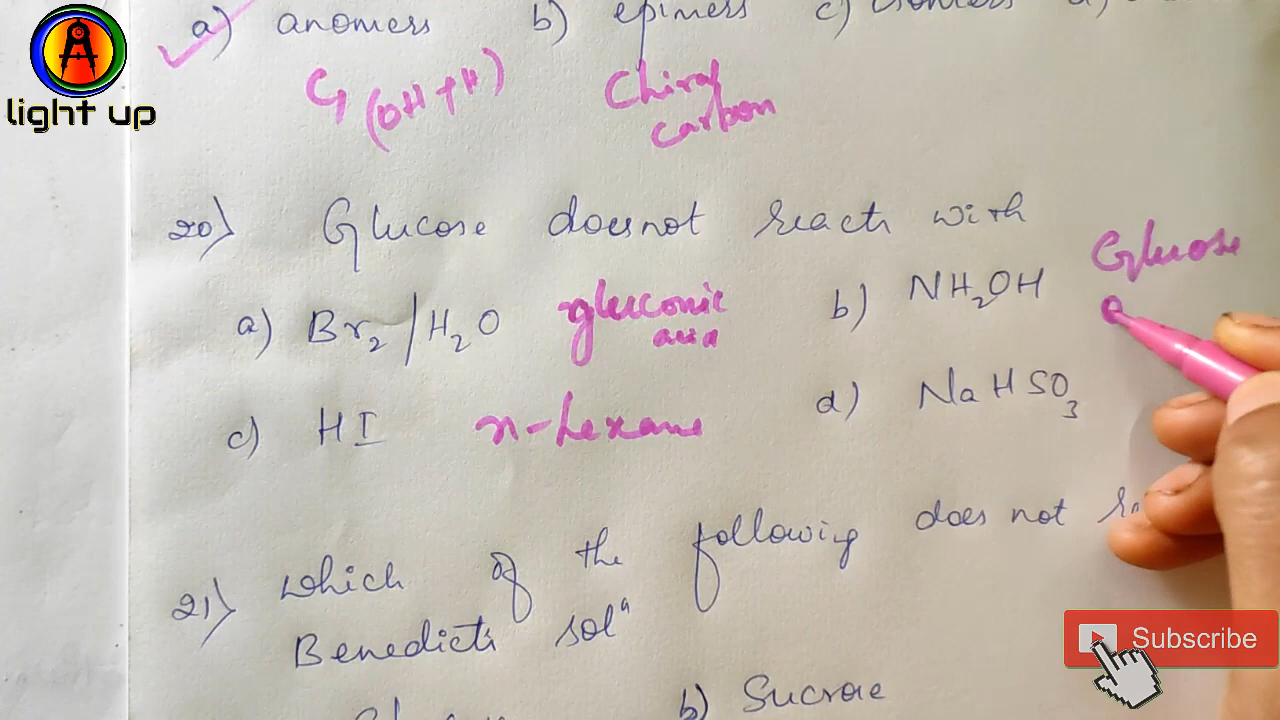 a) anomers b) epimers c)
C1 (OH + H) Chiral carbon
light up
20) Glucose doesnot react with
Glucose
a) Br2/H2O gluconic acid b) NH2OH
c) HI n-hexane d) NaHSO3
21) which of the following does not
Benedicts solⁿ
b) Sucrose
Subscribe